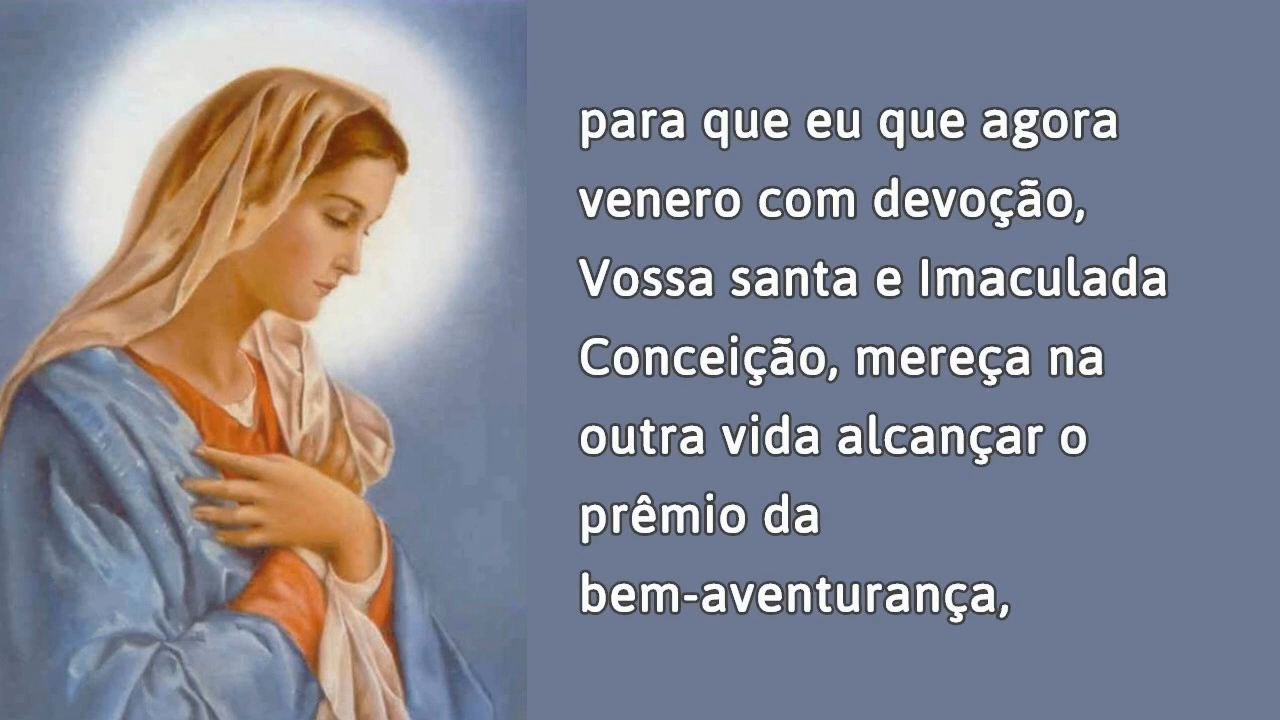 para que eu que agora
venero com devoção,
Vossa santa e Imaculada
Conceição, mereça na
outra vida alcançar o
prêmio da
bem-aventurança,